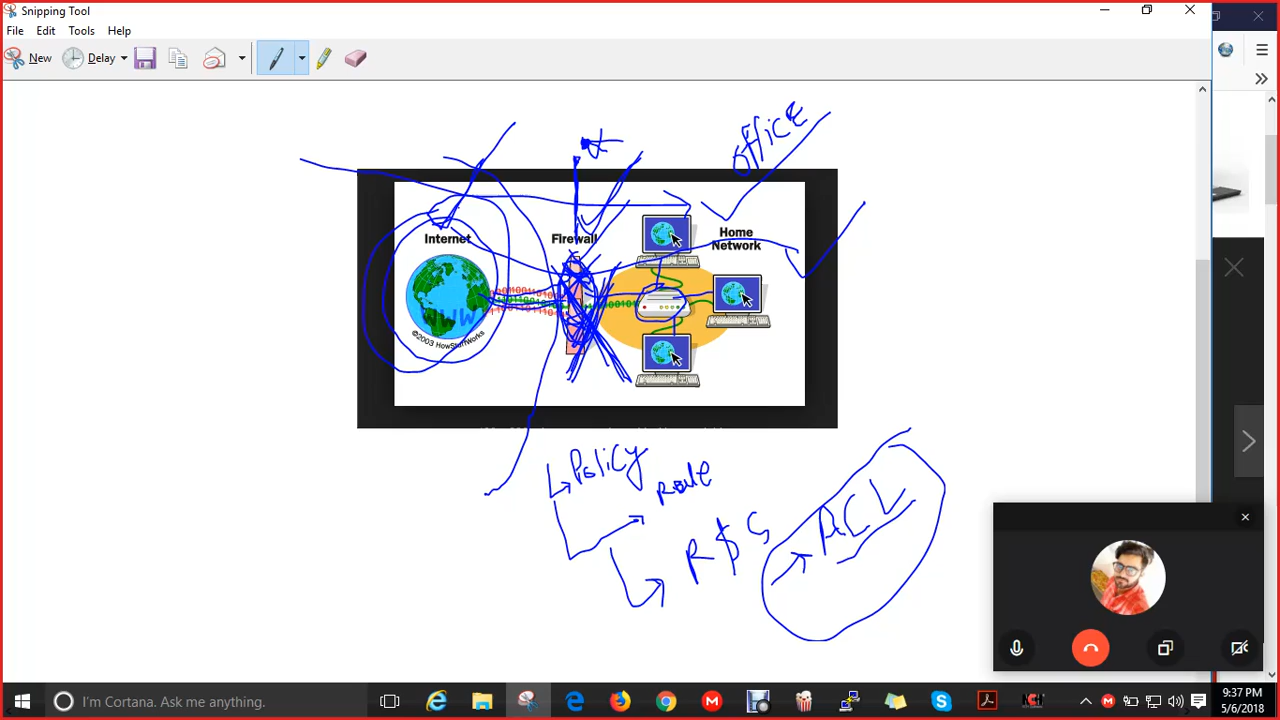 Snipping Tool
File Edit Tools Help
New Delay
OFFICE
Internet Firewall Home
Network
WWW
©2003 HowStuffWorks
Policy
R&S
ACL
I'm Cortana. Ask me anything.
9:37 PM
5/6/2018